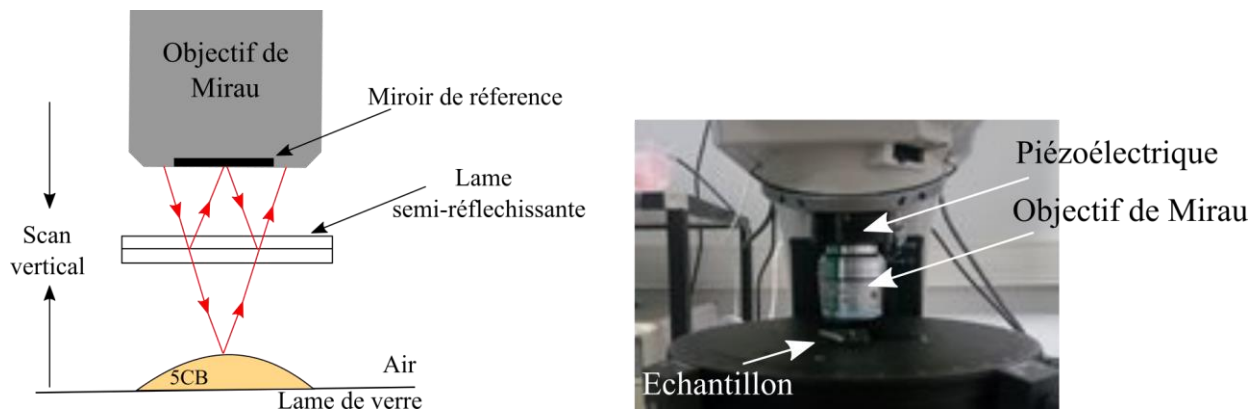 Objectif de
Mirau
Miroir de réference
Lame
semi-réflechissante
Scan
vertical
5CB
Air
Lame de verre
Piézoélectrique
Objectif de Mirau
Echantillon